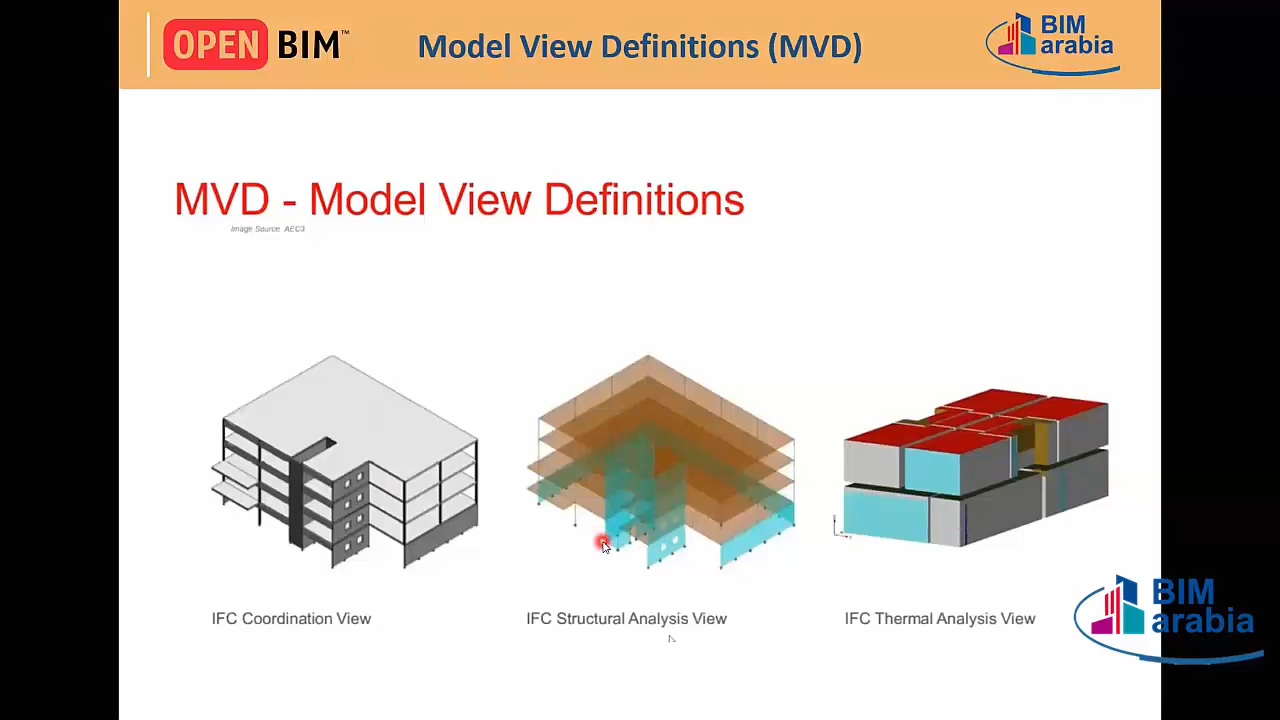 OPEN BIM™
Model View Definitions (MVD)
BIM
arabia
MVD - Model View Definitions
Image Source AEC3
IFC Coordination View
IFC Structural Analysis View
IFC Thermal Analysis View
BIM
arabia